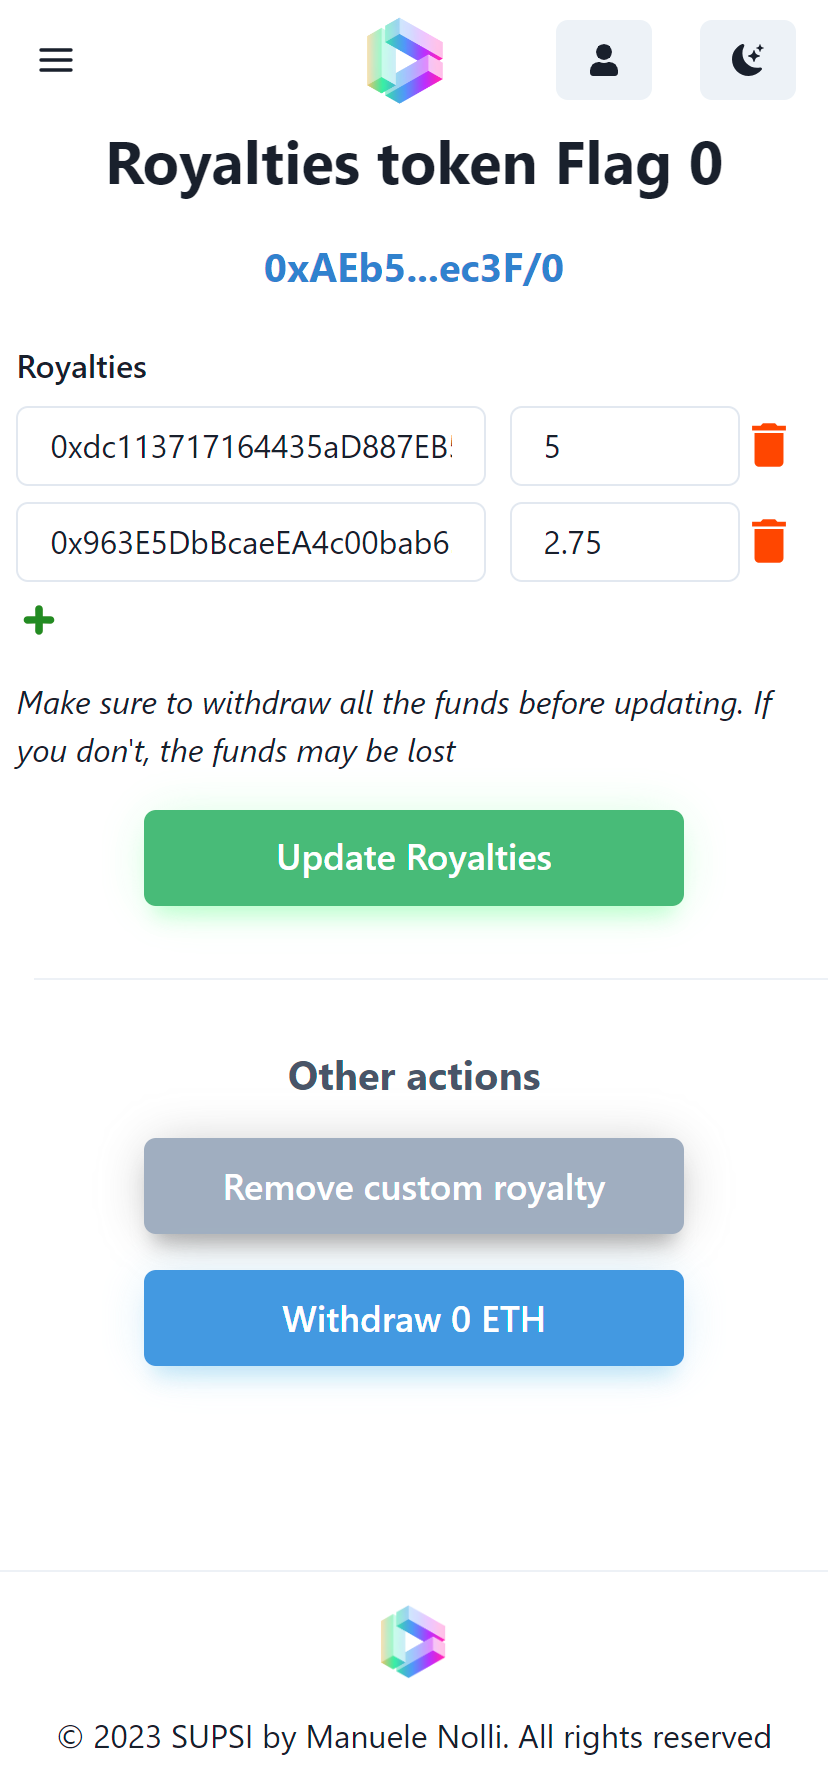 Royalties token Flag 0
0xAEb5...ec3F/0
Royalties
0xdc113717164435aD887EB5
5
0x963E5DbBcaeEA4c00bab6
2.75
Make sure to withdraw all the funds before updating. If
you don't, the funds may be lost
Update Royalties
Other actions
Remove custom royalty
Withdraw 0 ETH
© 2023 SUPSI by Manuele Nolli. All rights reserved